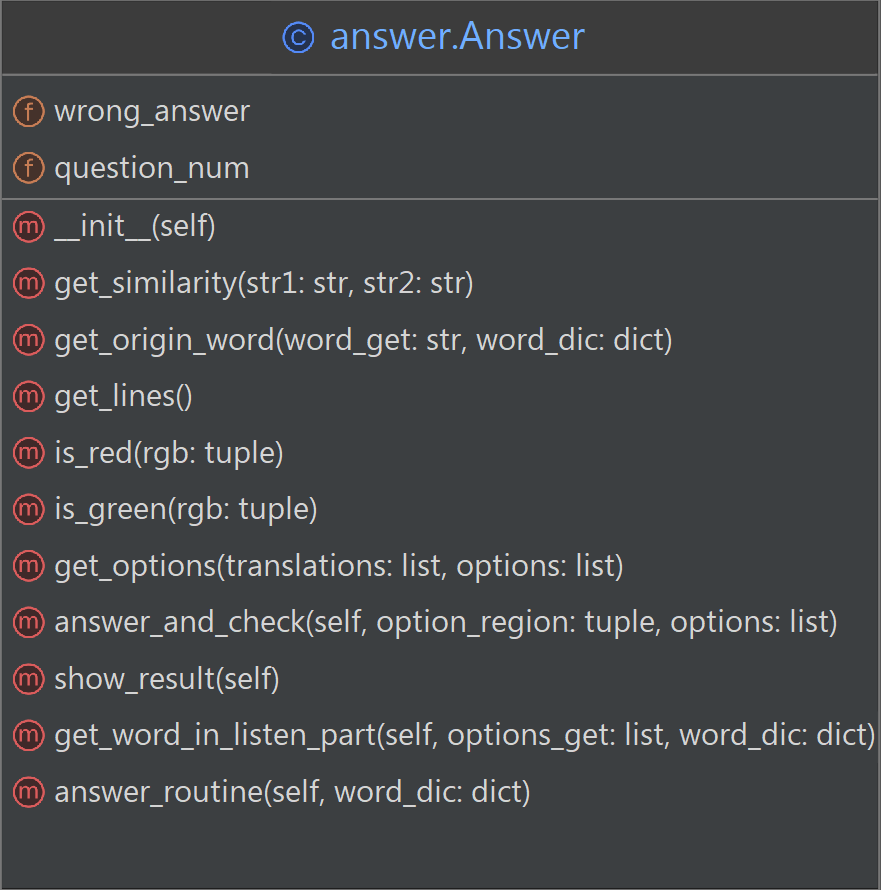 © answer.Answer
f wrong_answer
f question_num
m __init__(self)
m get_similarity(str1: str, str2: str)
m get_origin_word(word_get: str, word_dic: dict)
m get_lines()
m is_red(rgb: tuple)
m is_green(rgb: tuple)
m get_options(translations: list, options: list)
m answer_and_check(self, option_region: tuple, options: list)
m show_result(self)
m get_word_in_listen_part(self, options_get: list, word_dic: dict)
m answer_routine(self, word_dic: dict)